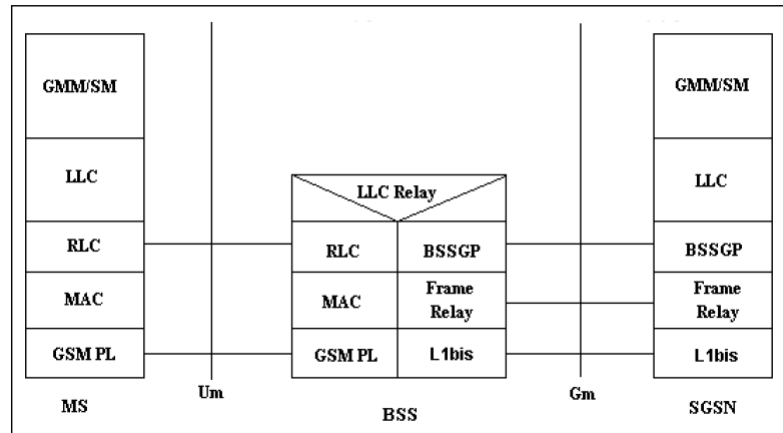 GMM/SM
LLC
RLC
MAC
GSM PL
MS
Um
LLC Relay
RLC
BSSGP
MAC
Frame
Relay
GSM PL
L1bis
BSS
Gm
GMM/SM
LLC
BSSGP
Frame
Relay
L1bis
SGSN